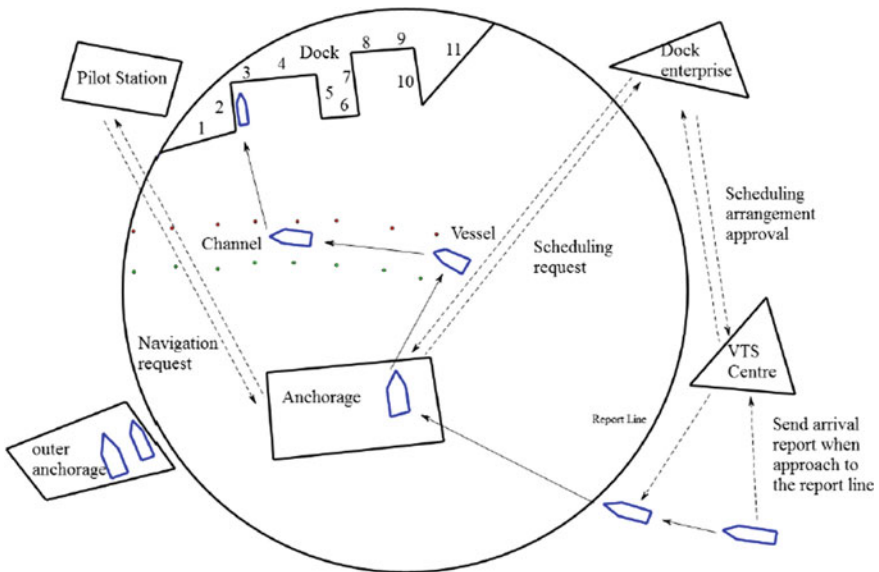 Pilot Station
Dock
1
2
3
4
5
6
7
8
9
10
11
Dock
enterprise
Channel
Vessel
Scheduling
request
Scheduling
arrangement
approval
Navigation
request
Anchorage
VTS
Centre
Report Line
outer
anchorage
Send arrival
report when
approach to
the report line